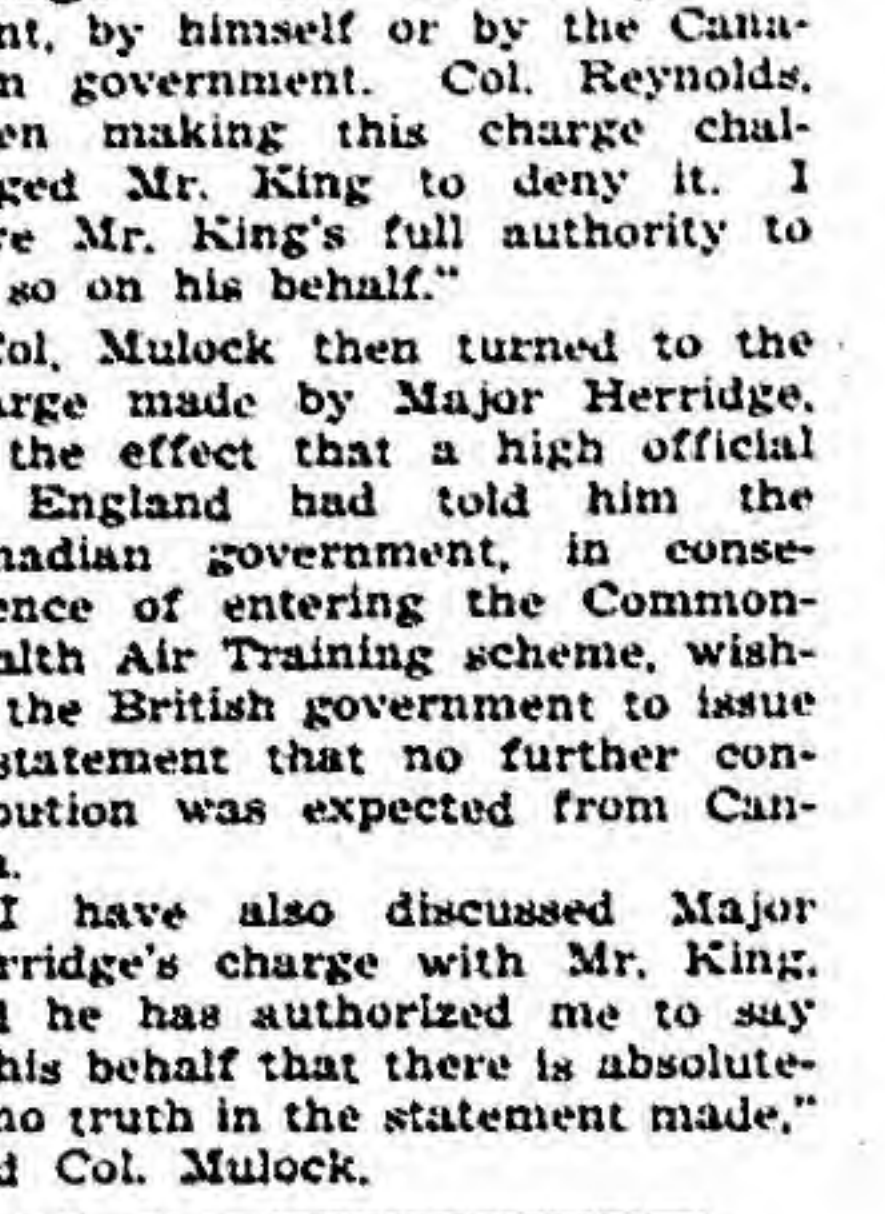 nt, by himself or by the Cana-
n government. Col. Reynolds,
en making this charge chal-
ged Mr. King to deny it. I
re Mr. King's full authority to
so on his behalf."
Col. Mulock then turned to the
arge made by Major Herridge,
the effect that a high official
England had told him the
nadian government, in conse-
ence of entering the Common-
alth Air Training scheme, wish-
the British government to issue
statement that no further con-
bution was expected from Can-
a.
I have also discussed Major
rridge's charge with Mr. King,
d he has authorized me to say
his behalf that there is absolute-
no truth in the statement made,"
d Col. Mulock.